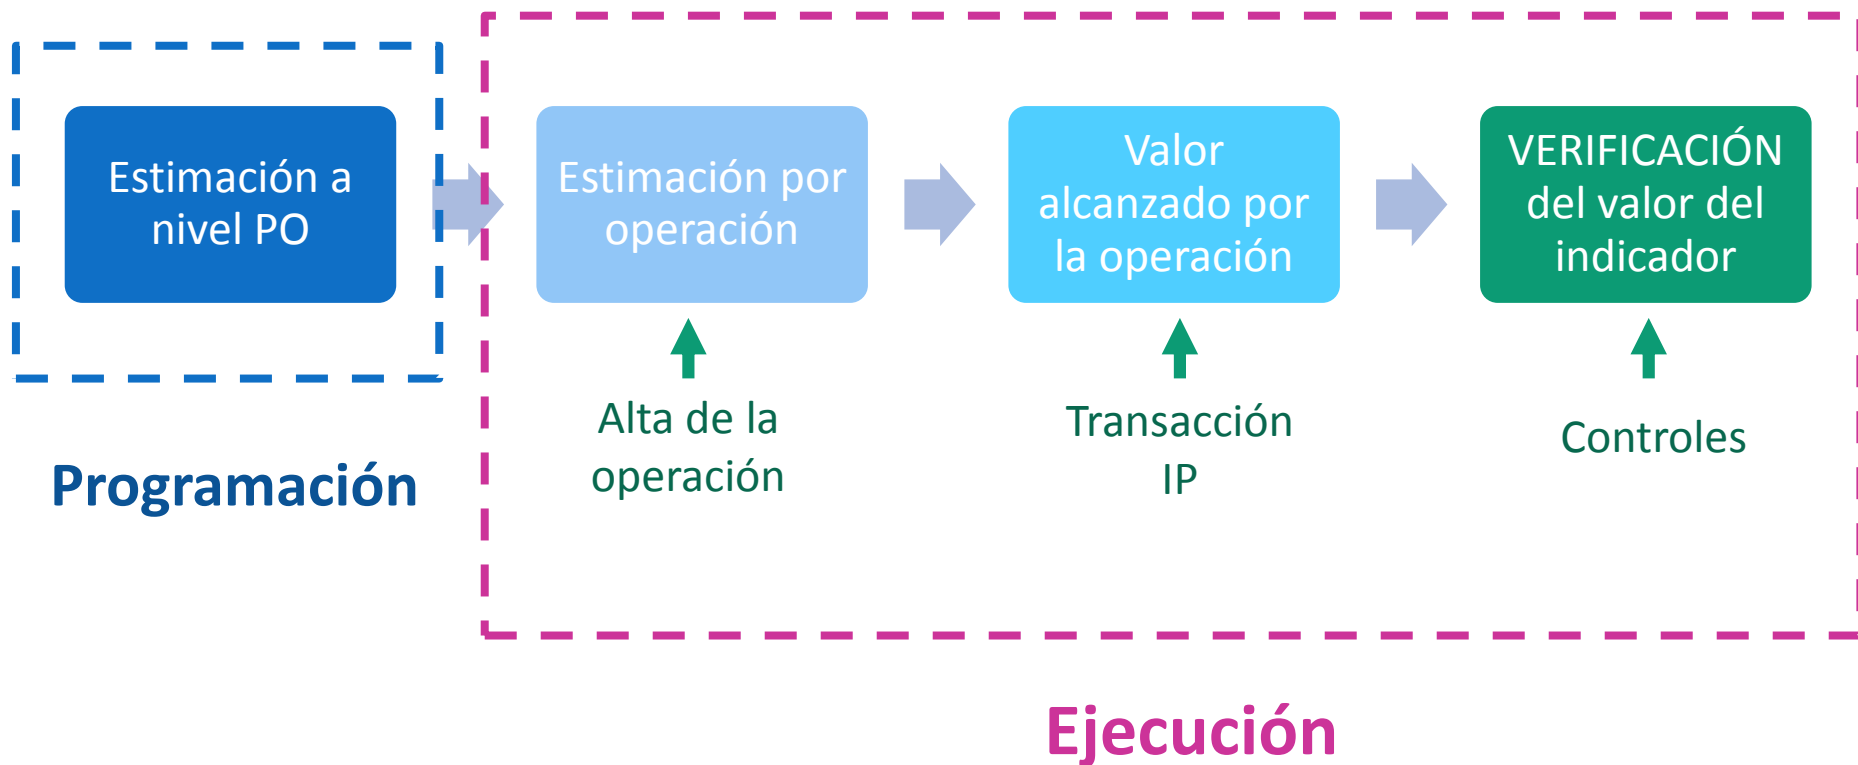 Estimación a
nivel PO
Estimación por
operación
Valor
alcanzado por
la operación
VERIFICACIÓN
del valor del
indicador
Alta de la
operación
Transacción
IP
Controles
Programación
Ejecución